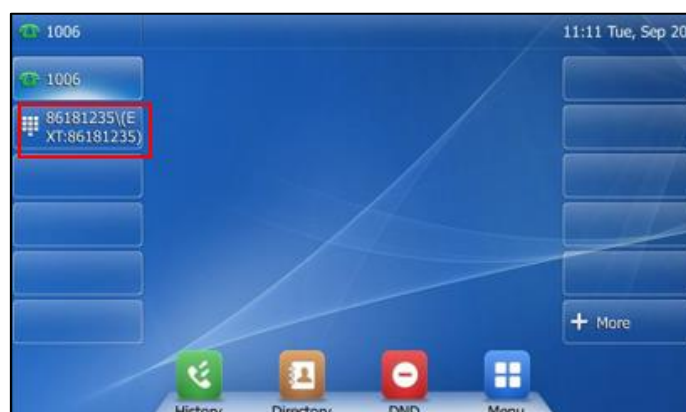 1006
11:11 Tue, Sep 20
1006
86181235\(E
XT:86181235)
More
History
Directory
DND
Menu